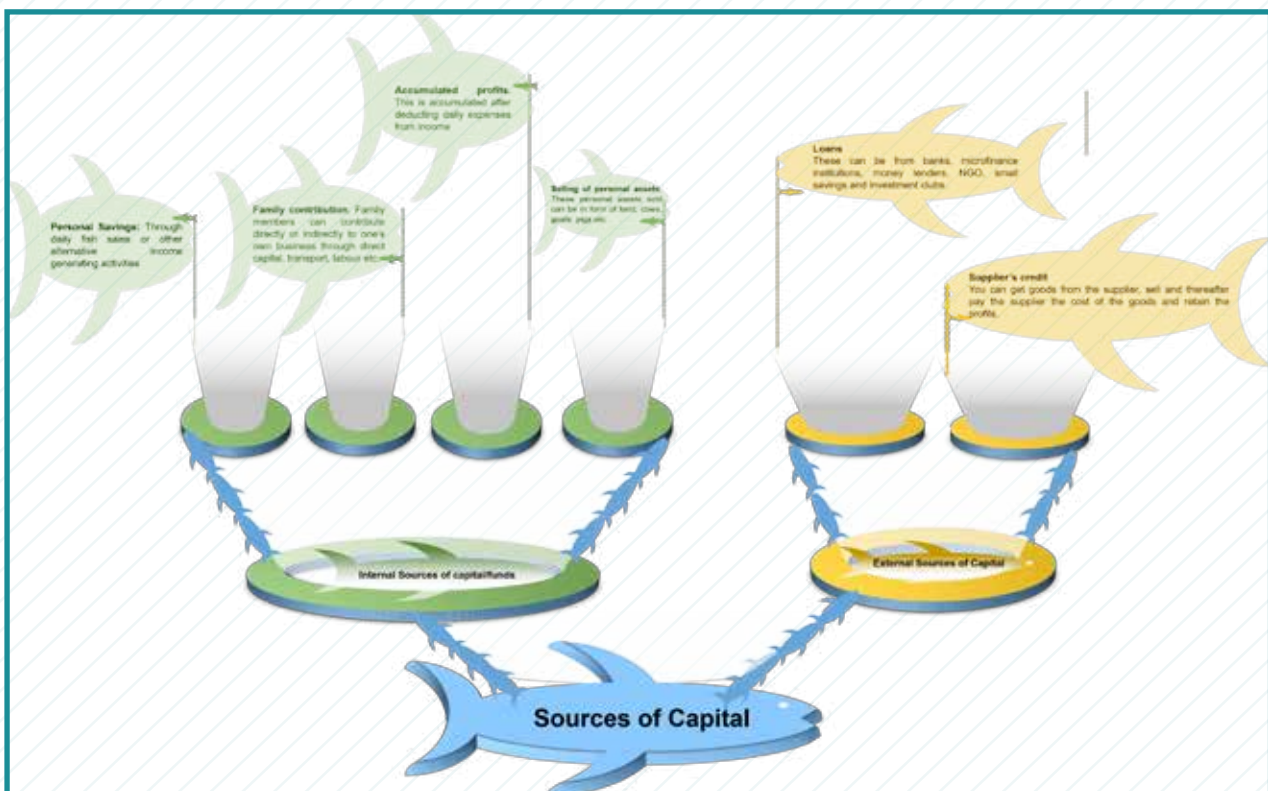 Accumulated profits.
This is accumulated after
deducting daily expenses
from income
Personal Savings: Through
daily fish sales or other
alternative income
generating activities
Family contribution. Family
members can contribute
directly or indirectly to one's
own business through direct
capital, transport, labour etc.
Selling of personal assets.
These personal assets sold
can be in form of land, cows,
goats, pigs etc.
Loans
These can be from banks, microfinance
institutions, money lenders, NGO, small
savings and investment clubs.
Supplier's credit
You can get goods from the supplier, sell and thereafter
pay the supplier the cost of the goods and retain the
profits.
Internal Sources of capital/funds
External Sources of Capital
Sources of Capital